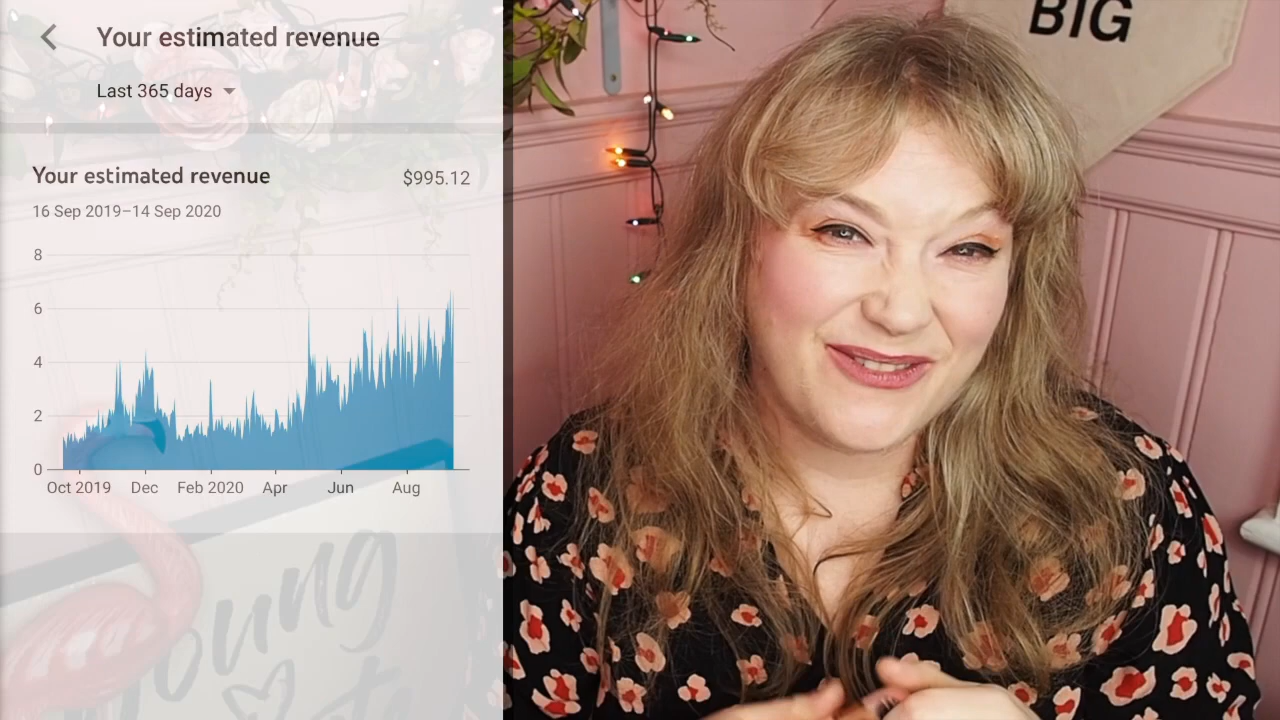 Your estimated revenue
Last 365 days
Your estimated revenue
$995.12
16 Sep 2019–14 Sep 2020
8
6
4
2
0
Oct 2019 Dec Feb 2020 Apr Jun Aug
BIG
young